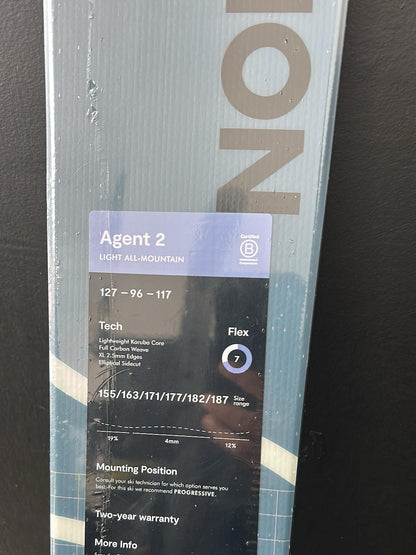 NO
Agent 2
LIGHT ALL-MOUNTAIN
Certified
B
Corporation
127 – 96 – 117
Tech
Lightweight Karuba Core
Full Carbon Weave
XL 2.5mm Edges
Elliptical Sidecut
Flex
7
155/163/171/177/182/187 Size range
19% 4mm 12%
Mounting Position
Consult your ski technician for which option serves you
best. For this ski we recommend PROGRESSIVE.
Two-year warranty
More Info